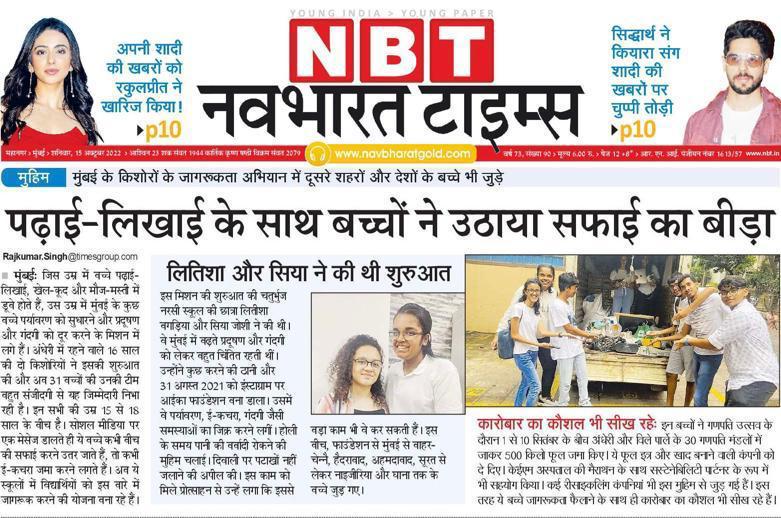 YOUNG INDIA > YOUNG PAPER
अपनी शादी
की खबरों को
रकुलप्रीत ने
खारिज किया!
p10
NBT
नवभारत टाइम्स
सिद्धार्थ ने
कियारा संग
शादी की
खबरों पर
चुप्पी तोड़ी
p10
महानगर > मुंबई > शनिवार, 15 अक्टूबर 2022 > आश्विन 23 शक संवत 1944 कार्तिक कृष्ण षष्ठी विक्रम संवत 2079
www.navbharatgold.com
वर्ष 73, संख्या 90 > मूल्य 6.00 रु. > पेज 12 +8* > आर. एन. आई. पंजीयन नंबर 16 13/57
www.nbt.in
मुहिम
मुंबई के किशोरों के जागरूकता अभियान में दूसरे शहरों और देशों के बच्चे भी जुड़े
पढ़ाई-लिखाई के साथ बच्चों ने उठाया सफाई का बीड़ा
Rajkumar.Singh@timesgroup.com
■ मुंबई: जिस उम्र में बच्चे पढ़ाई-
लिखाई, खेल-कूद और मौज-मस्ती में
डूबे होते हैं, उस उम्र में मुंबई के कुछ
बच्चे पर्यावरण को सुधारने और प्रदूषण
और गंदगी को दूर करने के मिशन में
लगे हैं। अंधेरी में रहने वाले 16 साल
की दो किशोरियों ने इसकी शुरुआत
की और अब 31 बच्चों की उनकी टीम
बहुत संजीदगी से यह जिम्मेदारी निभा
रही है। इन सभी की उम्र 15 से 18
साल के बीच है। सोशल मीडिया पर
एक मेसेज डालते ही ये बच्चे कभी बीच
की सफाई करने उतर जाते हैं, तो कभी
ई-कचरा जमा करने लगते हैं। अब ये
स्कूलों में विद्यार्थियों को इस बारे में
जागरूक करने की योजना बना रहे हैं।
लितिशा और सिया ने की थी शुरुआत
इस मिशन की शुरुआत की चतुर्भुज
नरसी स्कूल की छात्रा लितीशा
बगड़िया और सिया जोशी ने की थी।
वे मुंबई में बढ़ते प्रदूषण और गंदगी
को लेकर बहुत चिंतित रहती थीं।
उन्होंने कुछ करने की ठानी और
31 अगस्त 2021 को इंस्टाग्राम पर
आईका फाउंडेशन बना डाला। उसमें
वे पर्यावरण, ई-कचरा, गंदगी जैसी
समस्याओं का जिक्र करने लगीं। होली
के समय पानी की बर्वादी रोकने की
मुहिम चलाई। दिवाली पर पटाखों नहीं
जलाने की अपील की। इस काम को
मिले प्रोत्साहन से उन्हें लगा कि इससे
बड़ा काम भी वे कर सकती हैं। इस
बीच, फाउंडेशन से मुंबई से वाहर-
चेन्नै, हैदराबाद, अहमदाबाद, सूरत से
लेकर नाइजीरिया और घाना तक के
बच्चे जुड़ गए।
कारोबार का कौशल भी सीख रहे: इन बच्चों ने गणपति उत्सव के
दौरान 1 से 10 सितंबर के बीच अंधेरी और विले पार्ले के 30 गणपति मंडलों में
जाकर 500 किलो फूल जमा किए। ये फूल इत्र और खाद बनाने वाली कंपनी को
दे दिए। केईएम अस्पताल की मैराथन के साथ सस्टेनेबिलिटी पार्टनर के रूप में
भी सहयोग किया। कई रीसाइकलिंग कंपनियां भी इस मुहिम से जुड़ गई हैं। इस
तरह ये बच्चे जागरूकता फैलाने के साथ ही कारोबार का कौशल भी सीख रहे हैं।